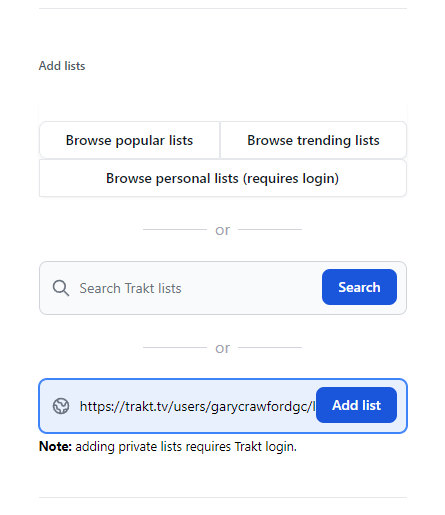 Add lists
Browse popular lists
Browse trending lists
Browse personal lists (requires login)
or
Search Trakt lists
Search
or
https://trakt.tv/users/garycrawfordgc/l
Add list
Note: adding private lists requires Trakt login.